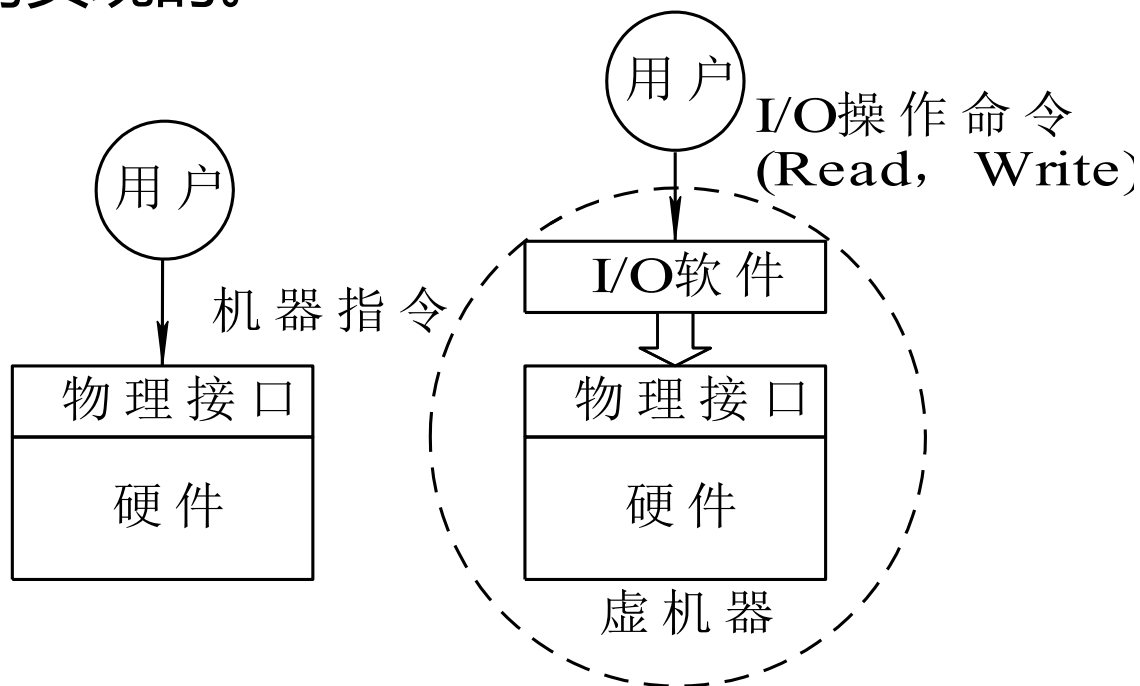 用户
I/O操作命令
(Read， Write)
用户
I/O软件
机器指令
物理接口
物理接口
硬件
硬件
虚机器